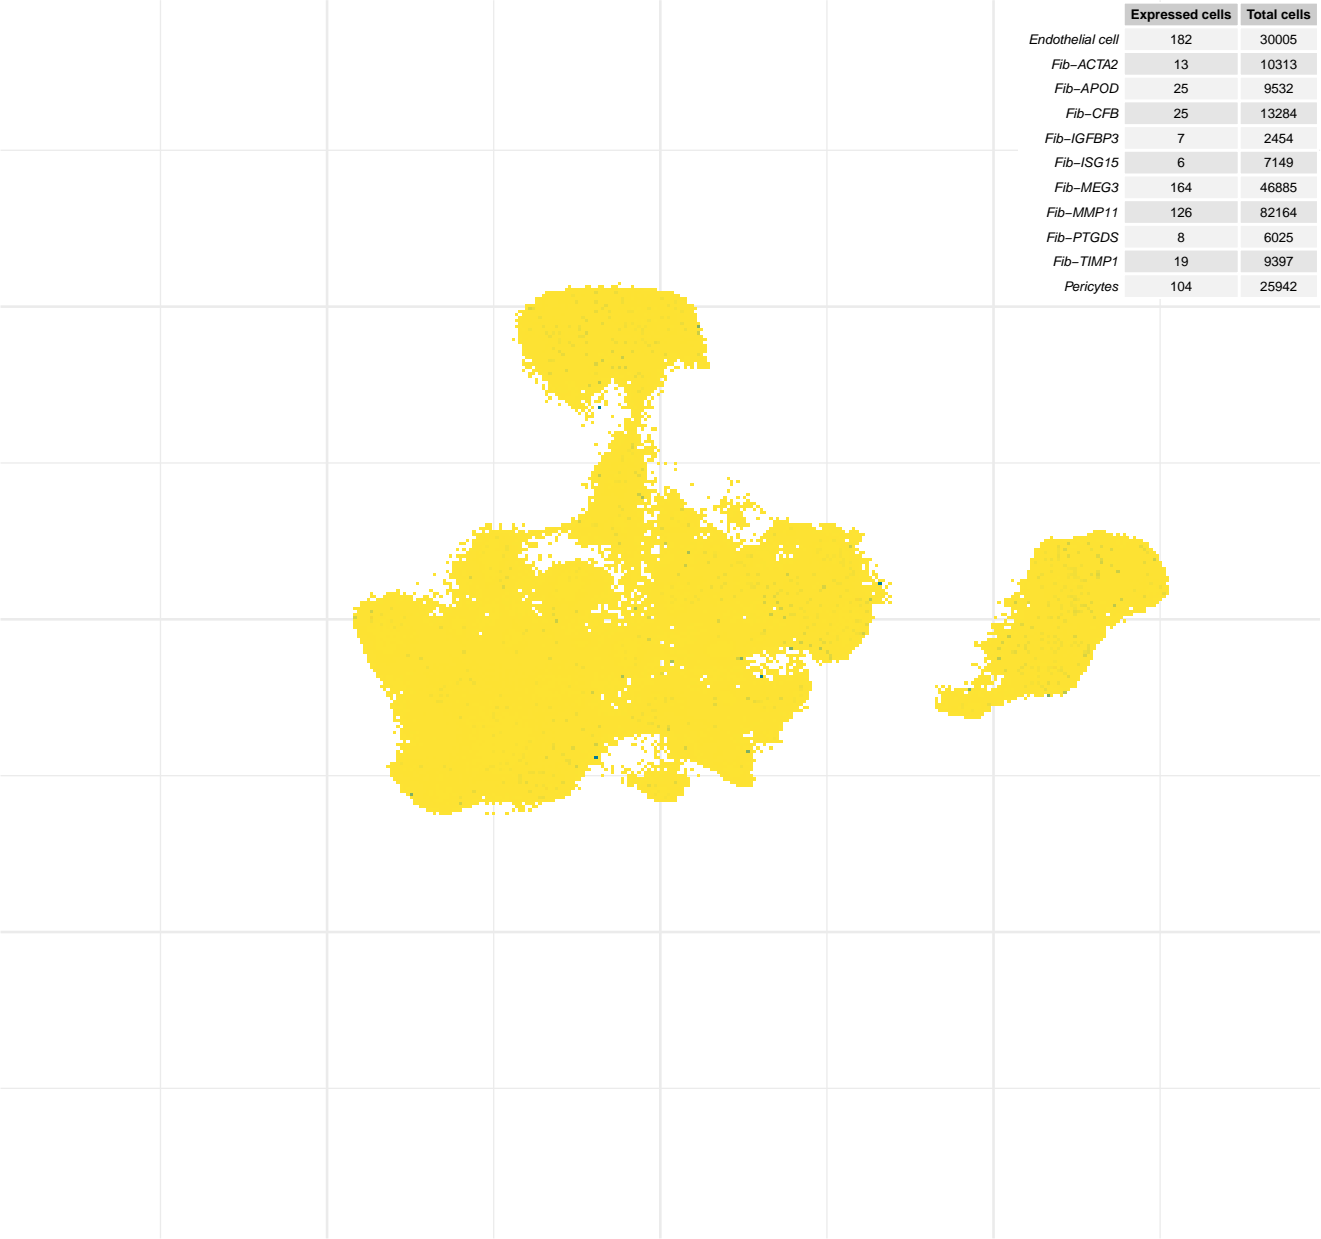 Expressed cells Total cells
Endothelial cell 182 30005
Fib−ACTA2 13 10313
Fib−APOD 25 9532
Fib−CFB 25 13284
Fib−IGFBP3 7 2454
Fib−ISG15 6 7149
Fib−MEG3 164 46885
Fib−MMP11 126 82164
Fib−PTGDS 8 6025
Fib−TIMP1 19 9397
Pericytes 104 25942